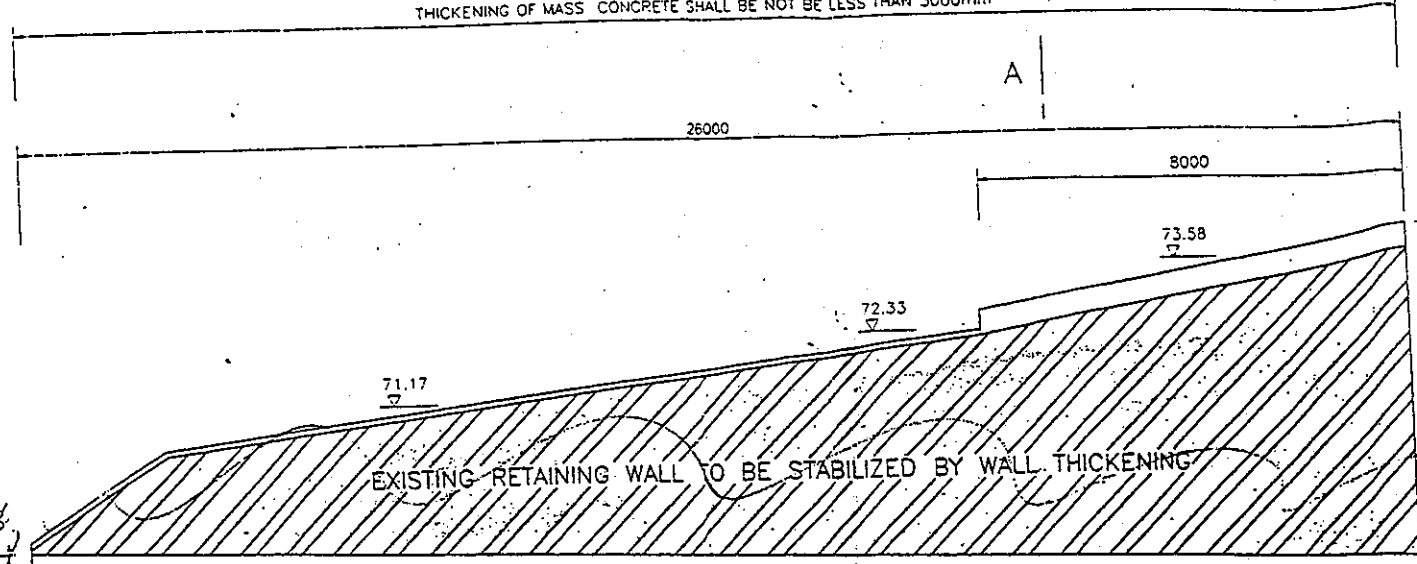 THICKENING OF MASS CONCRETE SHALL BE NOT BE LESS THAN 3000mm
A
26000
8000
73.58
72.33
71.17
EXISTING RETAINING WALL TO BE STABILIZED BY WALL THICKENING